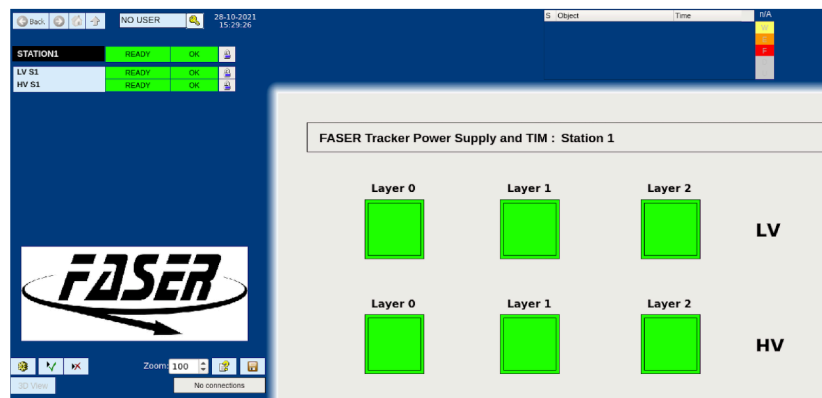 Back NO USER 28-10-2021
15:29:26
S Object Time n/A
W
F
STATION1 READY OK
LV S1 READY OK
HV S1 READY OK
FASER Tracker Power Supply and TIM : Station 1
Layer 0 Layer 1 Layer 2
LV
FASER
Layer 0 Layer 1 Layer 2
HV
Zoom: 100
3D View No connections